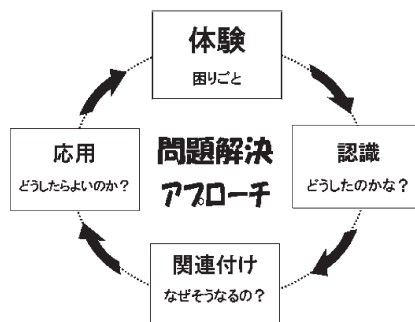 体験
困りごと
認識
どうしたのかな?
関連付け
なぜそうなるの?
応用
どうしたらよいのか?
問題解決
アプローチ